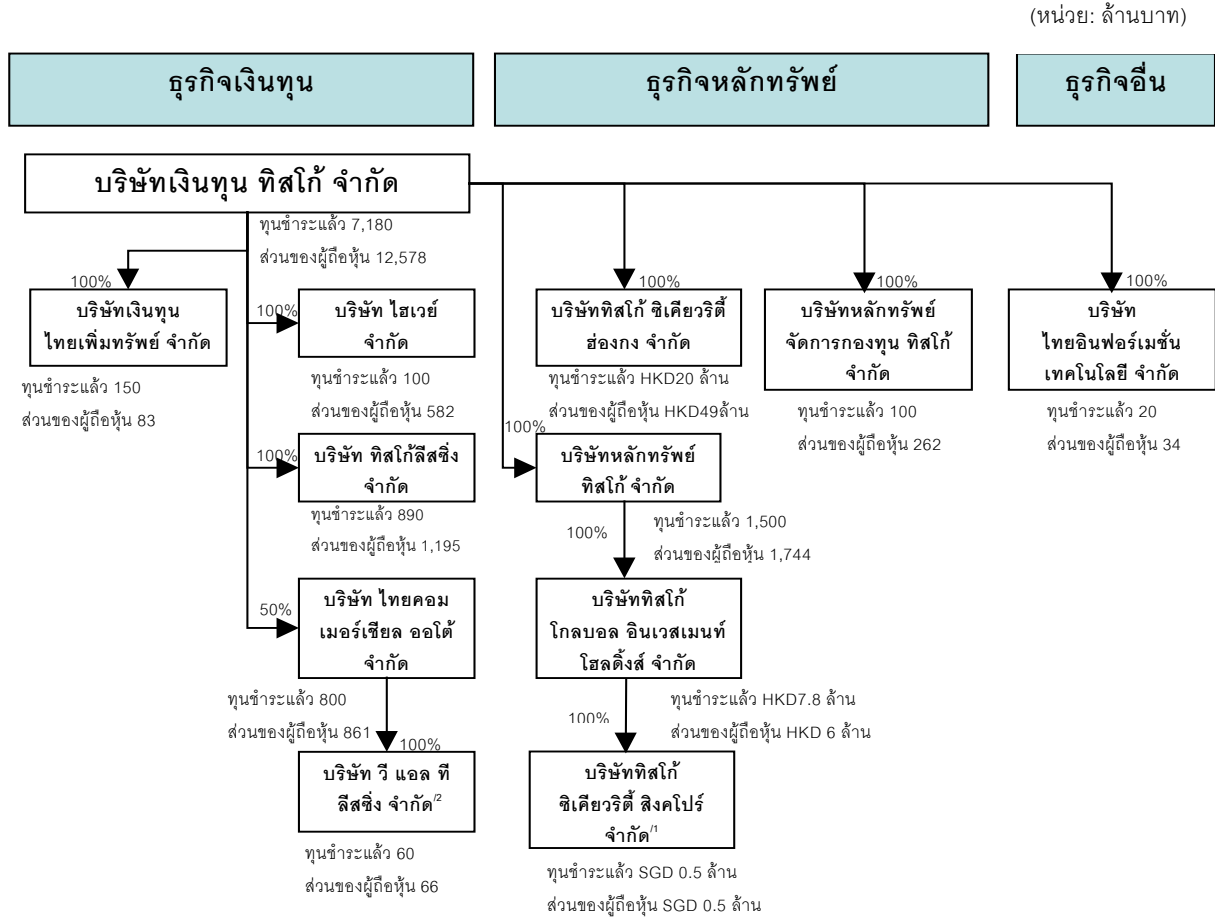 (หน่วย: ล้านบาท)
ธุรกิจเงินทุน
ธุรกิจหลักทรัพย์
ธุรกิจอื่น
บริษัทเงินทุน ทิสโก้ จำกัด
ทุนชำระแล้ว 7,180
ส่วนของผู้ถือหุ้น 12,578
100%
บริษัทเงินทุน
ไทยเพิ่มทรัพย์ จำกัด
ทุนชำระแล้ว 150
ส่วนของผู้ถือหุ้น 83
100%
บริษัท ไฮเวย์
จำกัด
ทุนชำระแล้ว 100
ส่วนของผู้ถือหุ้น 582
100%
บริษัททิสโก้ ซิเคียวริตี้
ฮ่องกง จำกัด
ทุนชำระแล้ว HKD20 ล้าน
ส่วนของผู้ถือหุ้น HKD49ล้าน
100%
บริษัทหลักทรัพย์
จัดการกองทุน ทิสโก้
จำกัด
ทุนชำระแล้ว 100
ส่วนของผู้ถือหุ้น 262
100%
บริษัท
ไทยอินฟอร์เมชั่น
เทคโนโลยี จำกัด
ทุนชำระแล้ว 20
ส่วนของผู้ถือหุ้น 34
100%
บริษัท ทิสโก้ลีสซิ่ง
จำกัด
ทุนชำระแล้ว 890
ส่วนของผู้ถือหุ้น 1,195
100%
บริษัทหลักทรัพย์
ทิสโก้ จำกัด
ทุนชำระแล้ว 1,500
ส่วนของผู้ถือหุ้น 1,744
50%
บริษัท ไทยคอม
เมอร์เชียล ออโต้
จำกัด
ทุนชำระแล้ว 800
ส่วนของผู้ถือหุ้น 861
100%
บริษัททิสโก้
โกลบอล อินเวสเมนท์
โฮลดิ้งส์ จำกัด
ทุนชำระแล้ว HKD7.8 ล้าน
ส่วนของผู้ถือหุ้น HKD 6 ล้าน
100%
บริษัท วี แอล ที
ลีสซิ่ง จำกัด/2
ทุนชำระแล้ว 60
ส่วนของผู้ถือหุ้น 66
100%
บริษัททิสโก้
ซิเคียวริตี้ สิงคโปร์
จำกัด/1
ทุนชำระแล้ว SGD 0.5 ล้าน
ส่วนของผู้ถือหุ้น SGD 0.5 ล้าน